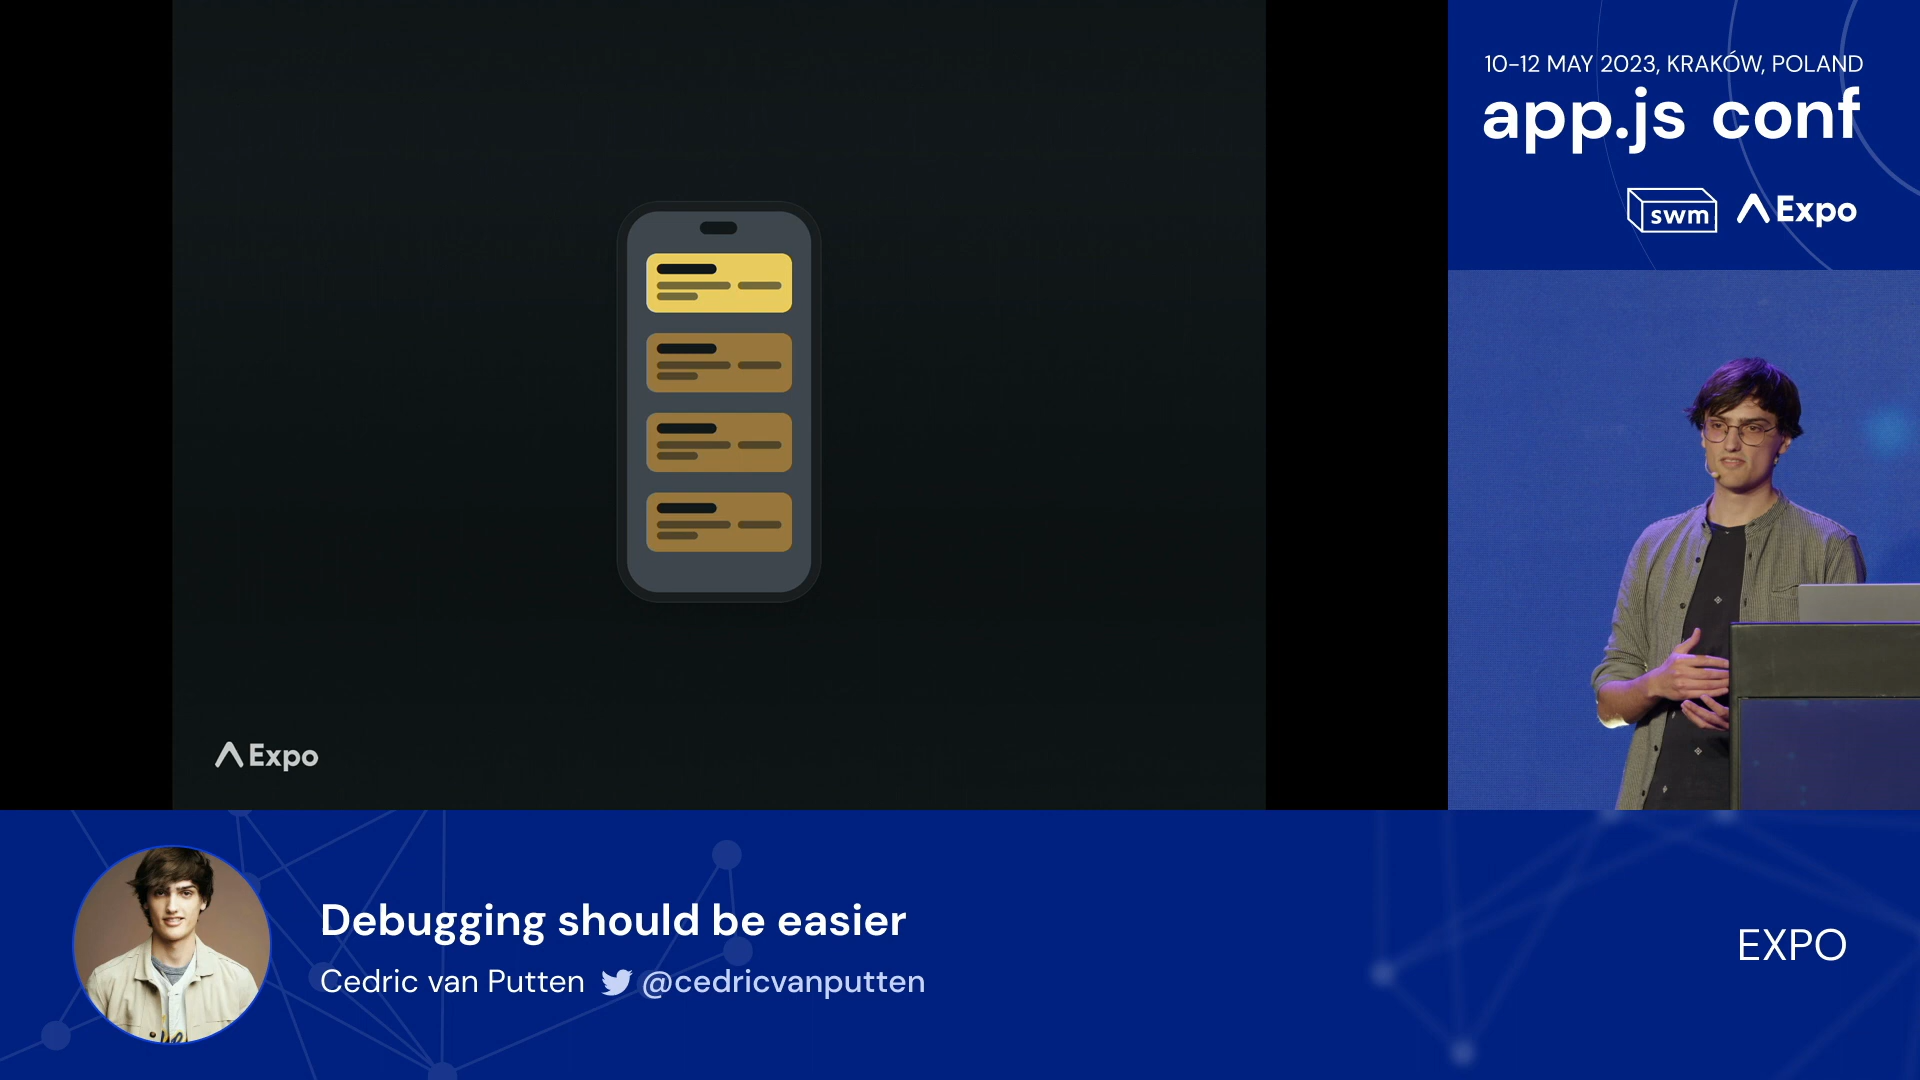 10–12 MAY 2023, KRAKÓW, POLAND
app.js conf
swm Expo
Expo
Debugging should be easier
Cedric van Putten @cedricvanputten
EXPO